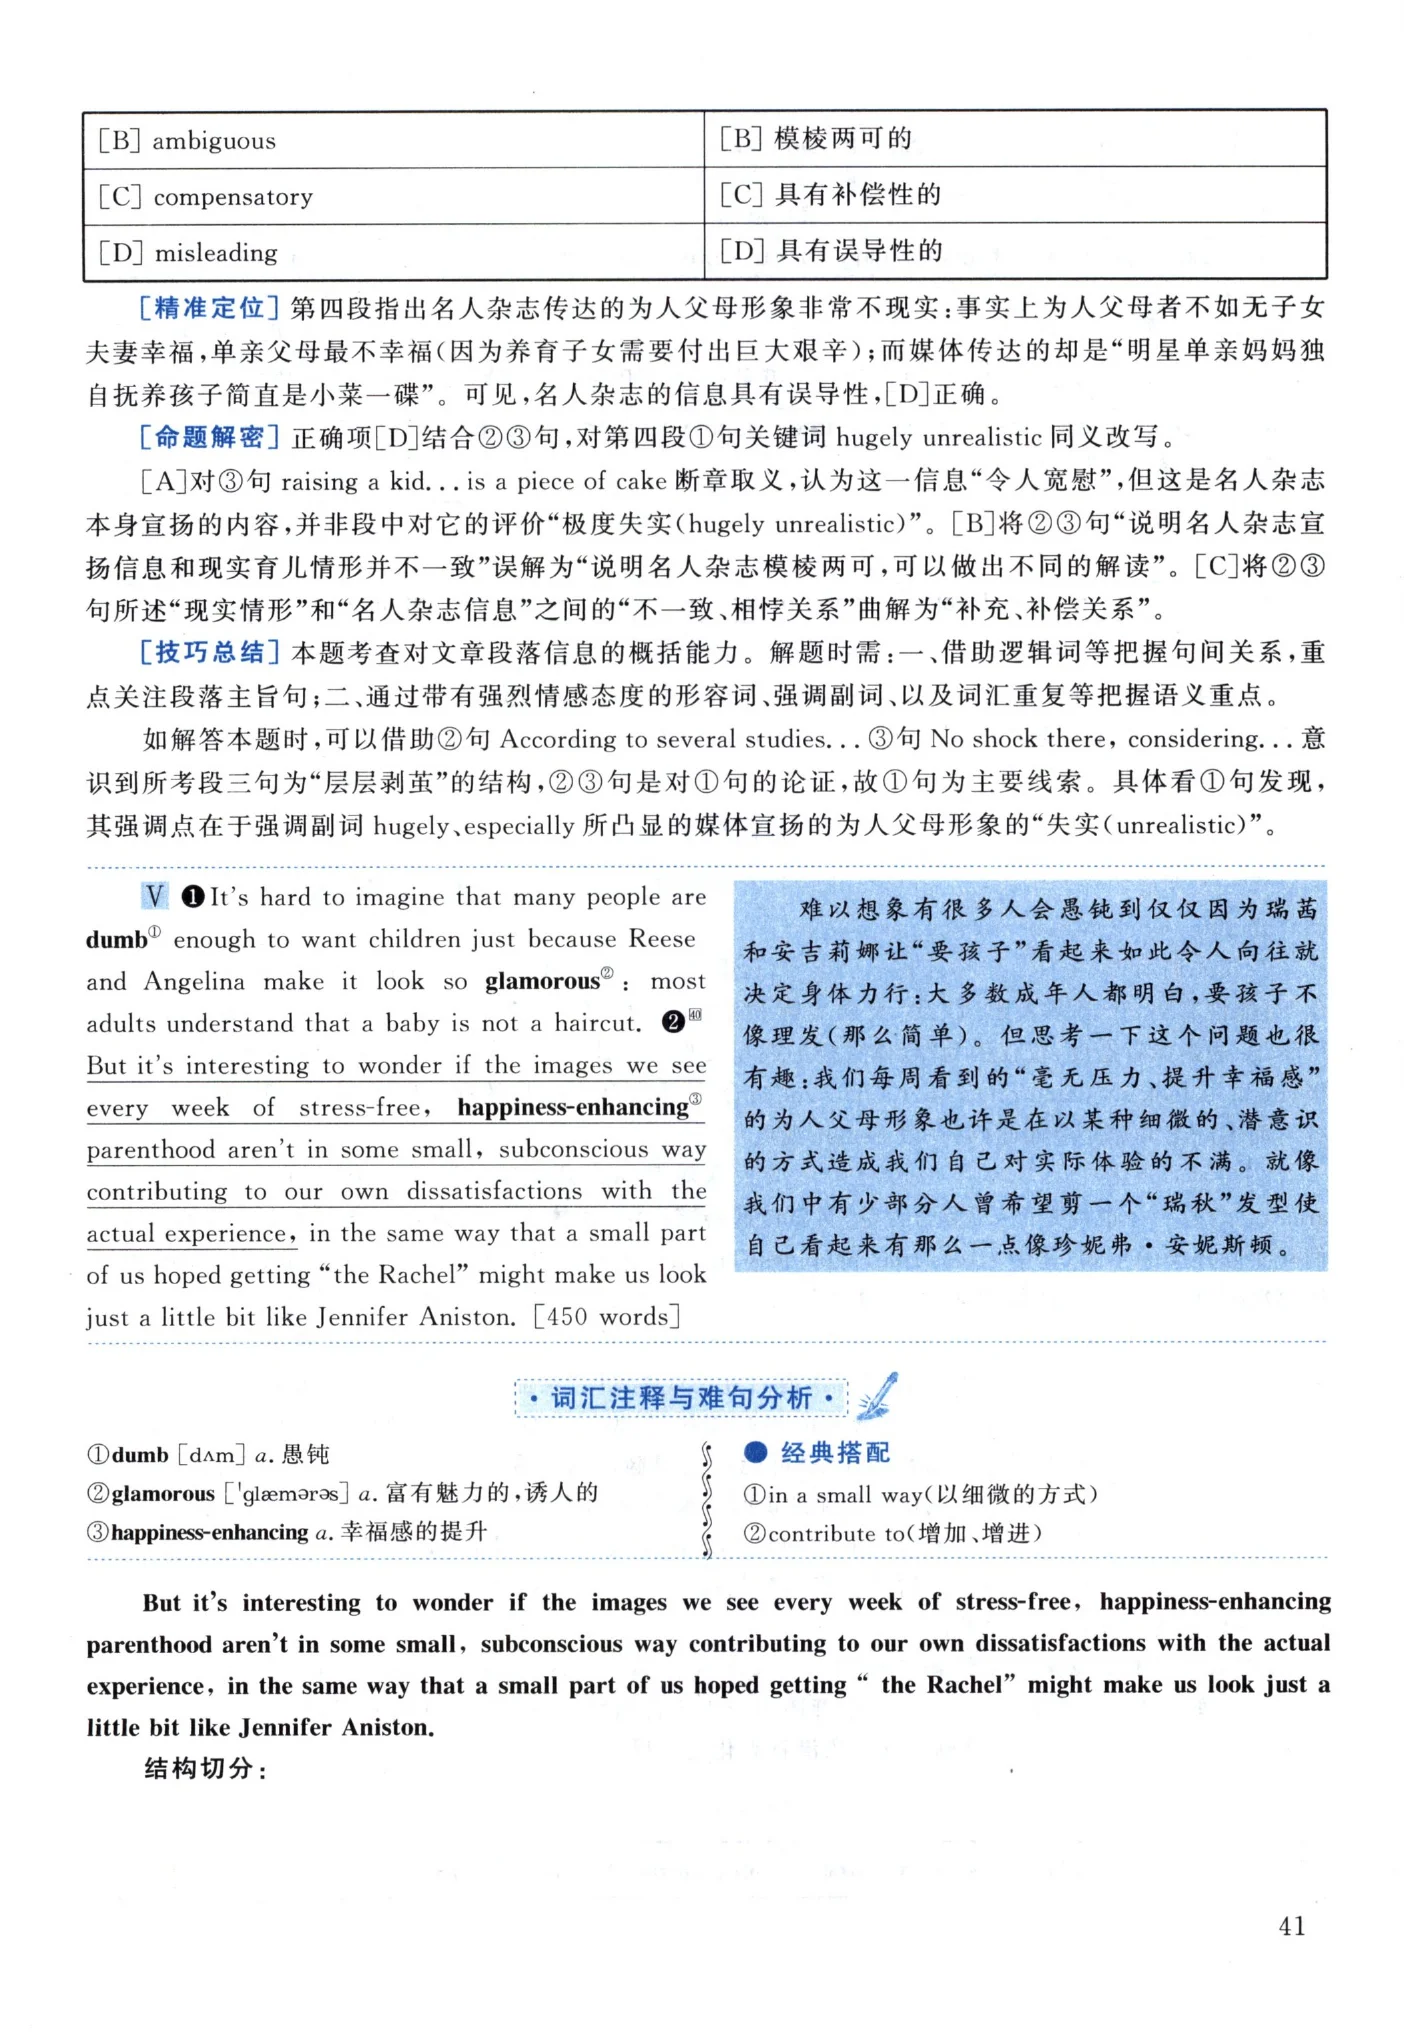 [B] ambiguous	[B] 模棱两可的
[C] compensatory	[C] 具有补偿性的
[D] misleading	[D] 具有误导性的
[精准定位] 第四段指出名人杂志传达的为人父母形象非常不现实:事实上为人父母者不如无子女
夫妻幸福,单亲父母最不幸福(因为养育子女需要付出巨大艰辛);而媒体传达的却是“明星单亲妈妈独
自抚养孩子简直是小菜一碟”。可见,名人杂志的信息具有误导性,[D]正确。
[命题解密] 正确项[D]结合②③句,对第四段①句关键词 hugely unrealistic 同义改写。
[A]对③句 raising a kid...is a piece of cake 断章取义,认为这一信息“令人宽慰”,但这是名人杂志
本身宣扬的内容,并非段中对它的评价“极度失实(hugely unrealistic)”。[B]将②③句“说明名人杂志宣
扬信息和现实育儿情形并不一致”误解为“说明名人杂志模棱两可,可以做出不同的解读”。[C]将②③
句所述“现实情形”和“名人杂志信息”之间的“不一致、相悖关系”曲解为“补充、补偿关系”。
[技巧总结] 本题考查对文章段落信息的概括能力。解题时需:一、借助逻辑词等把握句间关系,重
点关注段落主旨句;二、通过带有强烈情感态度的形容词、强调副词、以及词汇重复等把握语义重点。
如解答本题时,可以借助②句 According to several studies...③句 No shock there, considering...意
识到所考段三句为“层层剥茧”的结构,②③句是对①句的论证,故①句为主要线索。具体看①句发现,
其强调点在于强调副词 hugely、especially 所凸显的媒体宣扬的为人父母形象的“失实(unrealistic)”。
Ⅴ ❶It's hard to imagine that many people are
dumb① enough to want children just because Reese
and Angelina make it look so glamorous②: most
adults understand that a baby is not a haircut. ❷[40]
But it's interesting to wonder if the images we see
every week of stress-free, happiness-enhancing③
parenthood aren't in some small, subconscious way
contributing to our own dissatisfactions with the
actual experience, in the same way that a small part
of us hoped getting “the Rachel” might make us look
just a little bit like Jennifer Aniston. [450 words]
难以想象有很多人会愚钝到仅仅因为瑞茜
和安吉莉娜让“要孩子”看起来如此令人向往就
决定身体力行:大多数成年人都明白,要孩子不
像理发(那么简单)。但思考一下这个问题也很
有趣:我们每周看到的“毫无压力、提升幸福感”
的为人父母形象也许是在以某种细微的、潜意识
的方式造成我们自己对实际体验的不满。就像
我们中有少部分人曾希望剪一个“瑞秋”发型使
自己看起来有那么一点像珍妮弗·安妮斯顿。
·词汇注释与难句分析·
①dumb [dʌm] a. 愚钝
②glamorous ['glæmərəs] a. 富有魅力的,诱人的
③happiness-enhancing a. 幸福感的提升
● 经典搭配
①in a small way(以细微的方式)
②contribute to(增加、增进)
But it's interesting to wonder if the images we see every week of stress-free, happiness-enhancing
parenthood aren't in some small, subconscious way contributing to our own dissatisfactions with the actual
experience, in the same way that a small part of us hoped getting “ the Rachel” might make us look just a
little bit like Jennifer Aniston.
结构切分:
41